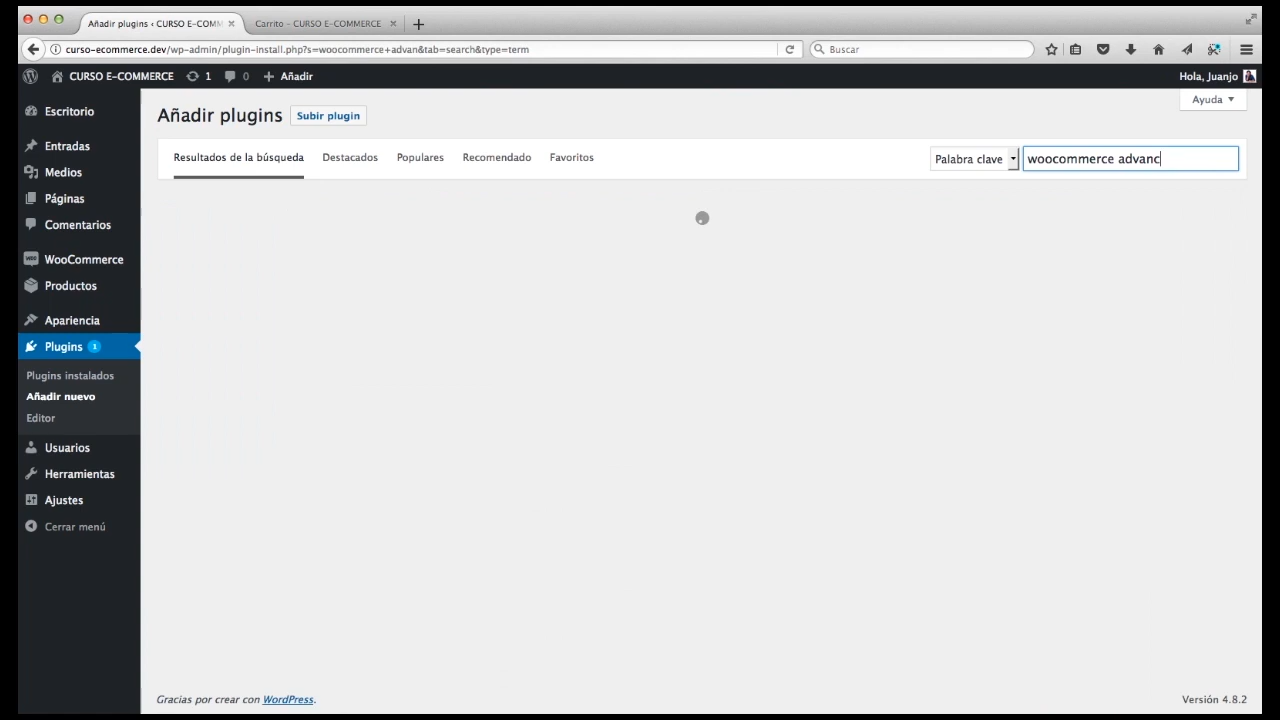 Añadir plugins ‹ CURSO E-COMM
Carrito – CURSO E-COMMERCE
curso-ecommerce.dev/wp-admin/plugin-install.php?s=woocommerce+advan&tab=search&type=term
Buscar
CURSO E-COMMERCE 1 0 Añadir
Hola, Juanjo
Ayuda
Escritorio
Entradas
Medios
Páginas
Comentarios
WooCommerce
Productos
Apariencia
Plugins 1
Plugins instalados
Añadir nuevo
Editor
Usuarios
Herramientas
Ajustes
Cerrar menú
Añadir plugins Subir plugin
Resultados de la búsqueda Destacados Populares Recomendado Favoritos
Palabra clave woocommerce advanc
Gracias por crear con WordPress.
Versión 4.8.2